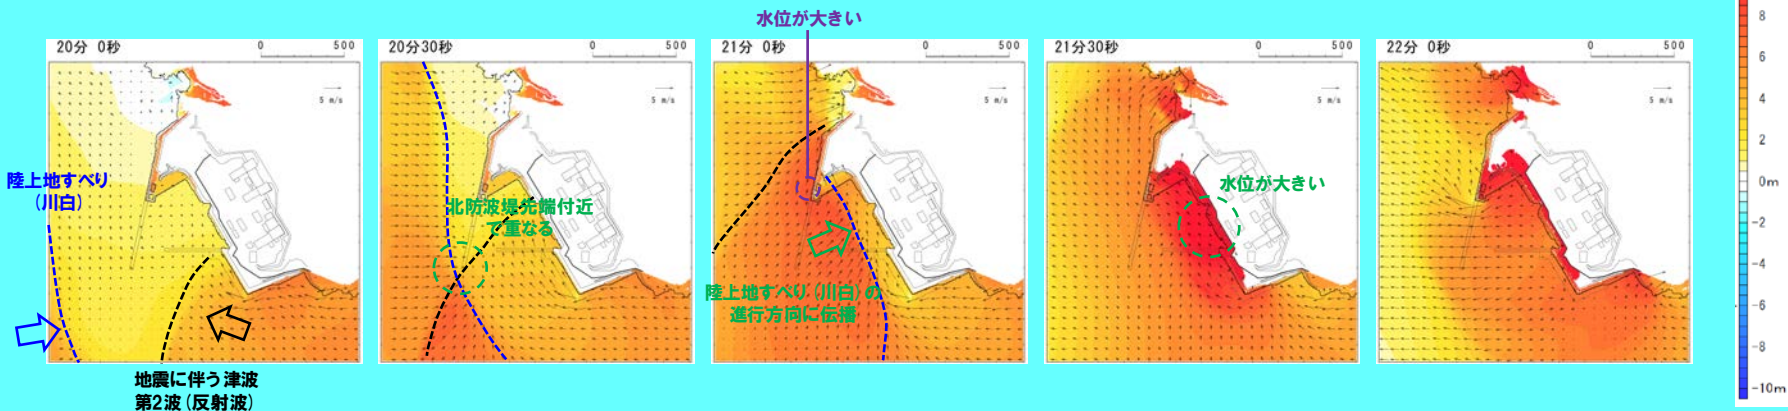 水位が大きい
20分 0秒
0 500
5 m/s
陸上地すべり
(川白)
地震に伴う津波
第2波(反射波)
20分30秒
0 500
5 m/s
北防波堤先端付近
で重なる
21分 0秒
0 500
5 m/s
陸上地すべり(川白)の
進行方向に伝播
21分30秒
0 500
5 m/s
水位が大きい
22分 0秒
0 500
5 m/s
8
6
4
2
0m
-2
-4
-6
-8
-10m